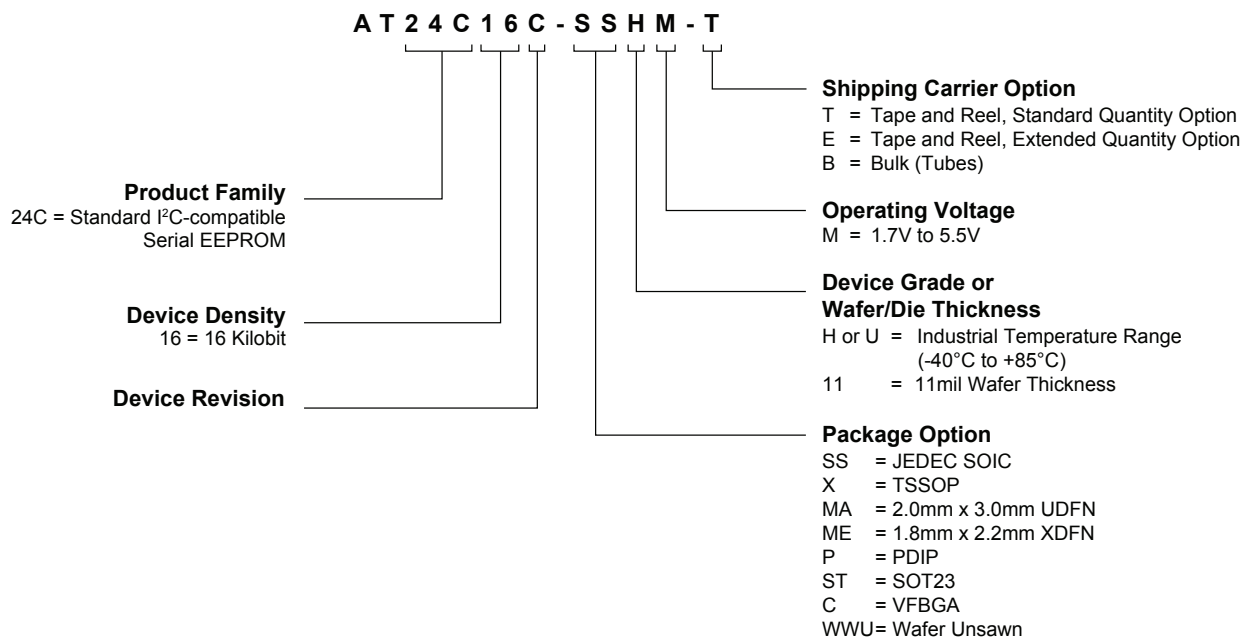 AT24C16C-SSHM-T
Shipping Carrier Option
T = Tape and Reel, Standard Quantity Option
E = Tape and Reel, Extended Quantity Option
B = Bulk (Tubes)
Product Family
24C = Standard I²C-compatible
Serial EEPROM
Operating Voltage
M = 1.7V to 5.5V
Device Grade or
Wafer/Die Thickness
H or U = Industrial Temperature Range
(-40°C to +85°C)
11 = 11mil Wafer Thickness
Device Density
16 = 16 Kilobit
Device Revision
Package Option
SS = JEDEC SOIC
X = TSSOP
MA = 2.0mm x 3.0mm UDFN
ME = 1.8mm x 2.2mm XDFN
P = PDIP
ST = SOT23
C = VFBGA
WWU= Wafer Unsawn